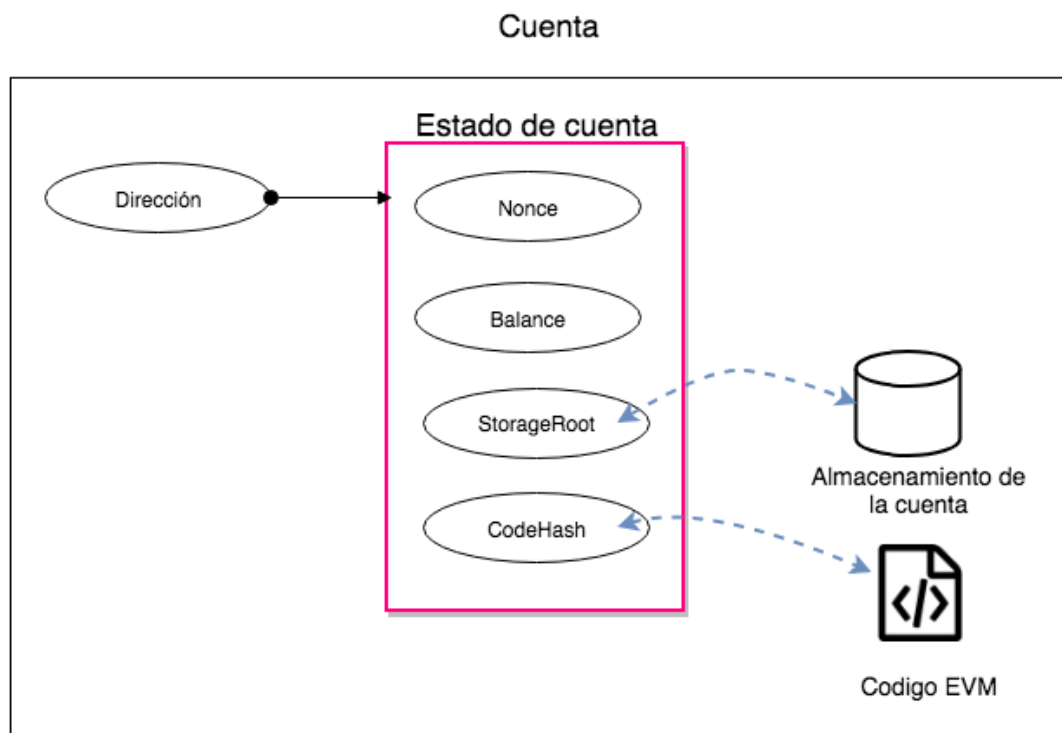 Cuenta
Estado de cuenta
Dirección
Nonce
Balance
StorageRoot
CodeHash
Almacenamiento de
la cuenta
</>
Codigo EVM